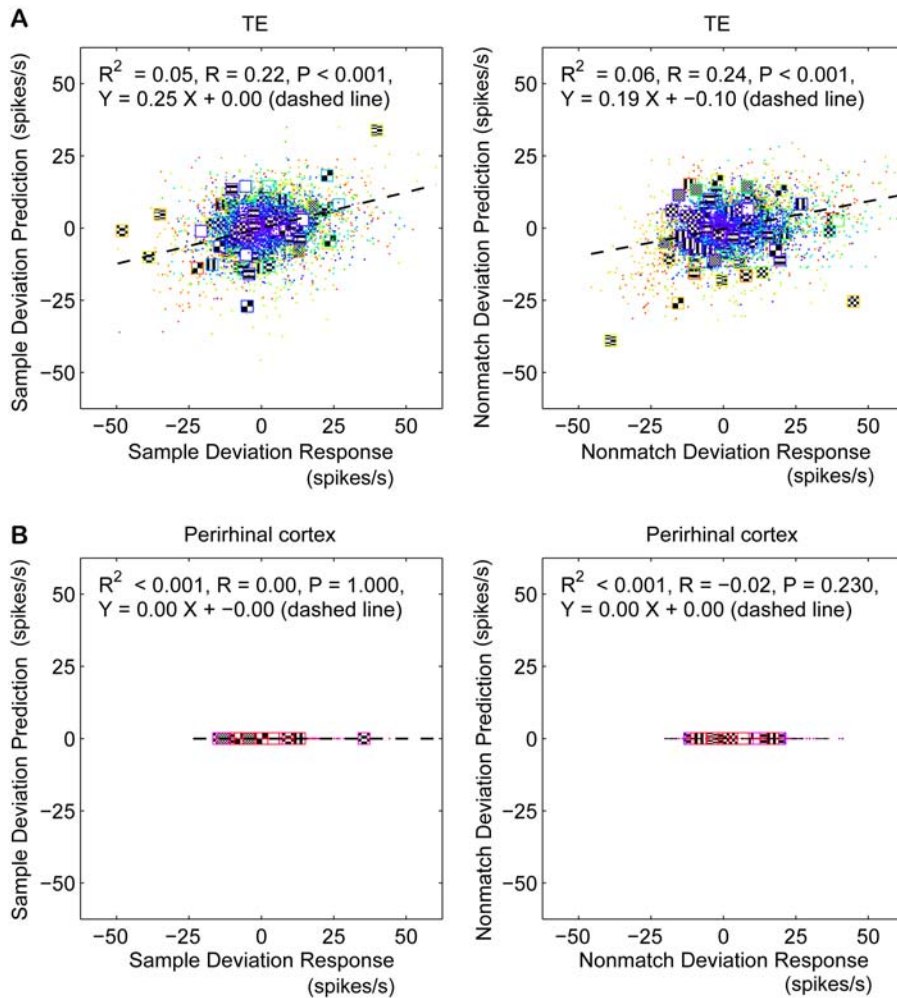 A
TE
R² = 0.05, R = 0.22, P < 0.001,
Y = 0.25 X + 0.00 (dashed line)
Sample Deviation Prediction (spikes/s)
50
25
0
−25
−50
−50 −25 0 25 50
Sample Deviation Response
(spikes/s)
TE
R² = 0.06, R = 0.24, P < 0.001,
Y = 0.19 X + −0.10 (dashed line)
Nonmatch Deviation Prediction (spikes/s)
50
25
0
−25
−50
−50 −25 0 25 50
Nonmatch Deviation Response
(spikes/s)
B
Perirhinal cortex
R² < 0.001, R = 0.00, P = 1.000,
Y = 0.00 X + −0.00 (dashed line)
Sample Deviation Prediction (spikes/s)
50
25
0
−25
−50
−50 −25 0 25 50
Sample Deviation Response
(spikes/s)
Perirhinal cortex
R² < 0.001, R = −0.02, P = 0.230,
Y = 0.00 X + 0.00 (dashed line)
Nonmatch Deviation Prediction (spikes/s)
50
25
0
−25
−50
−50 −25 0 25 50
Nonmatch Deviation Response
(spikes/s)